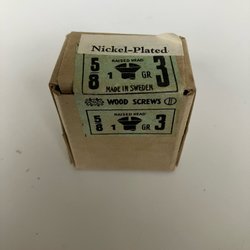 Nickel-Plated
RAISED HEAD
5/8 1 GR 3
MADE IN SWEDEN
WOOD SCREWS
RAISED HEAD
5/8 1 GR 3